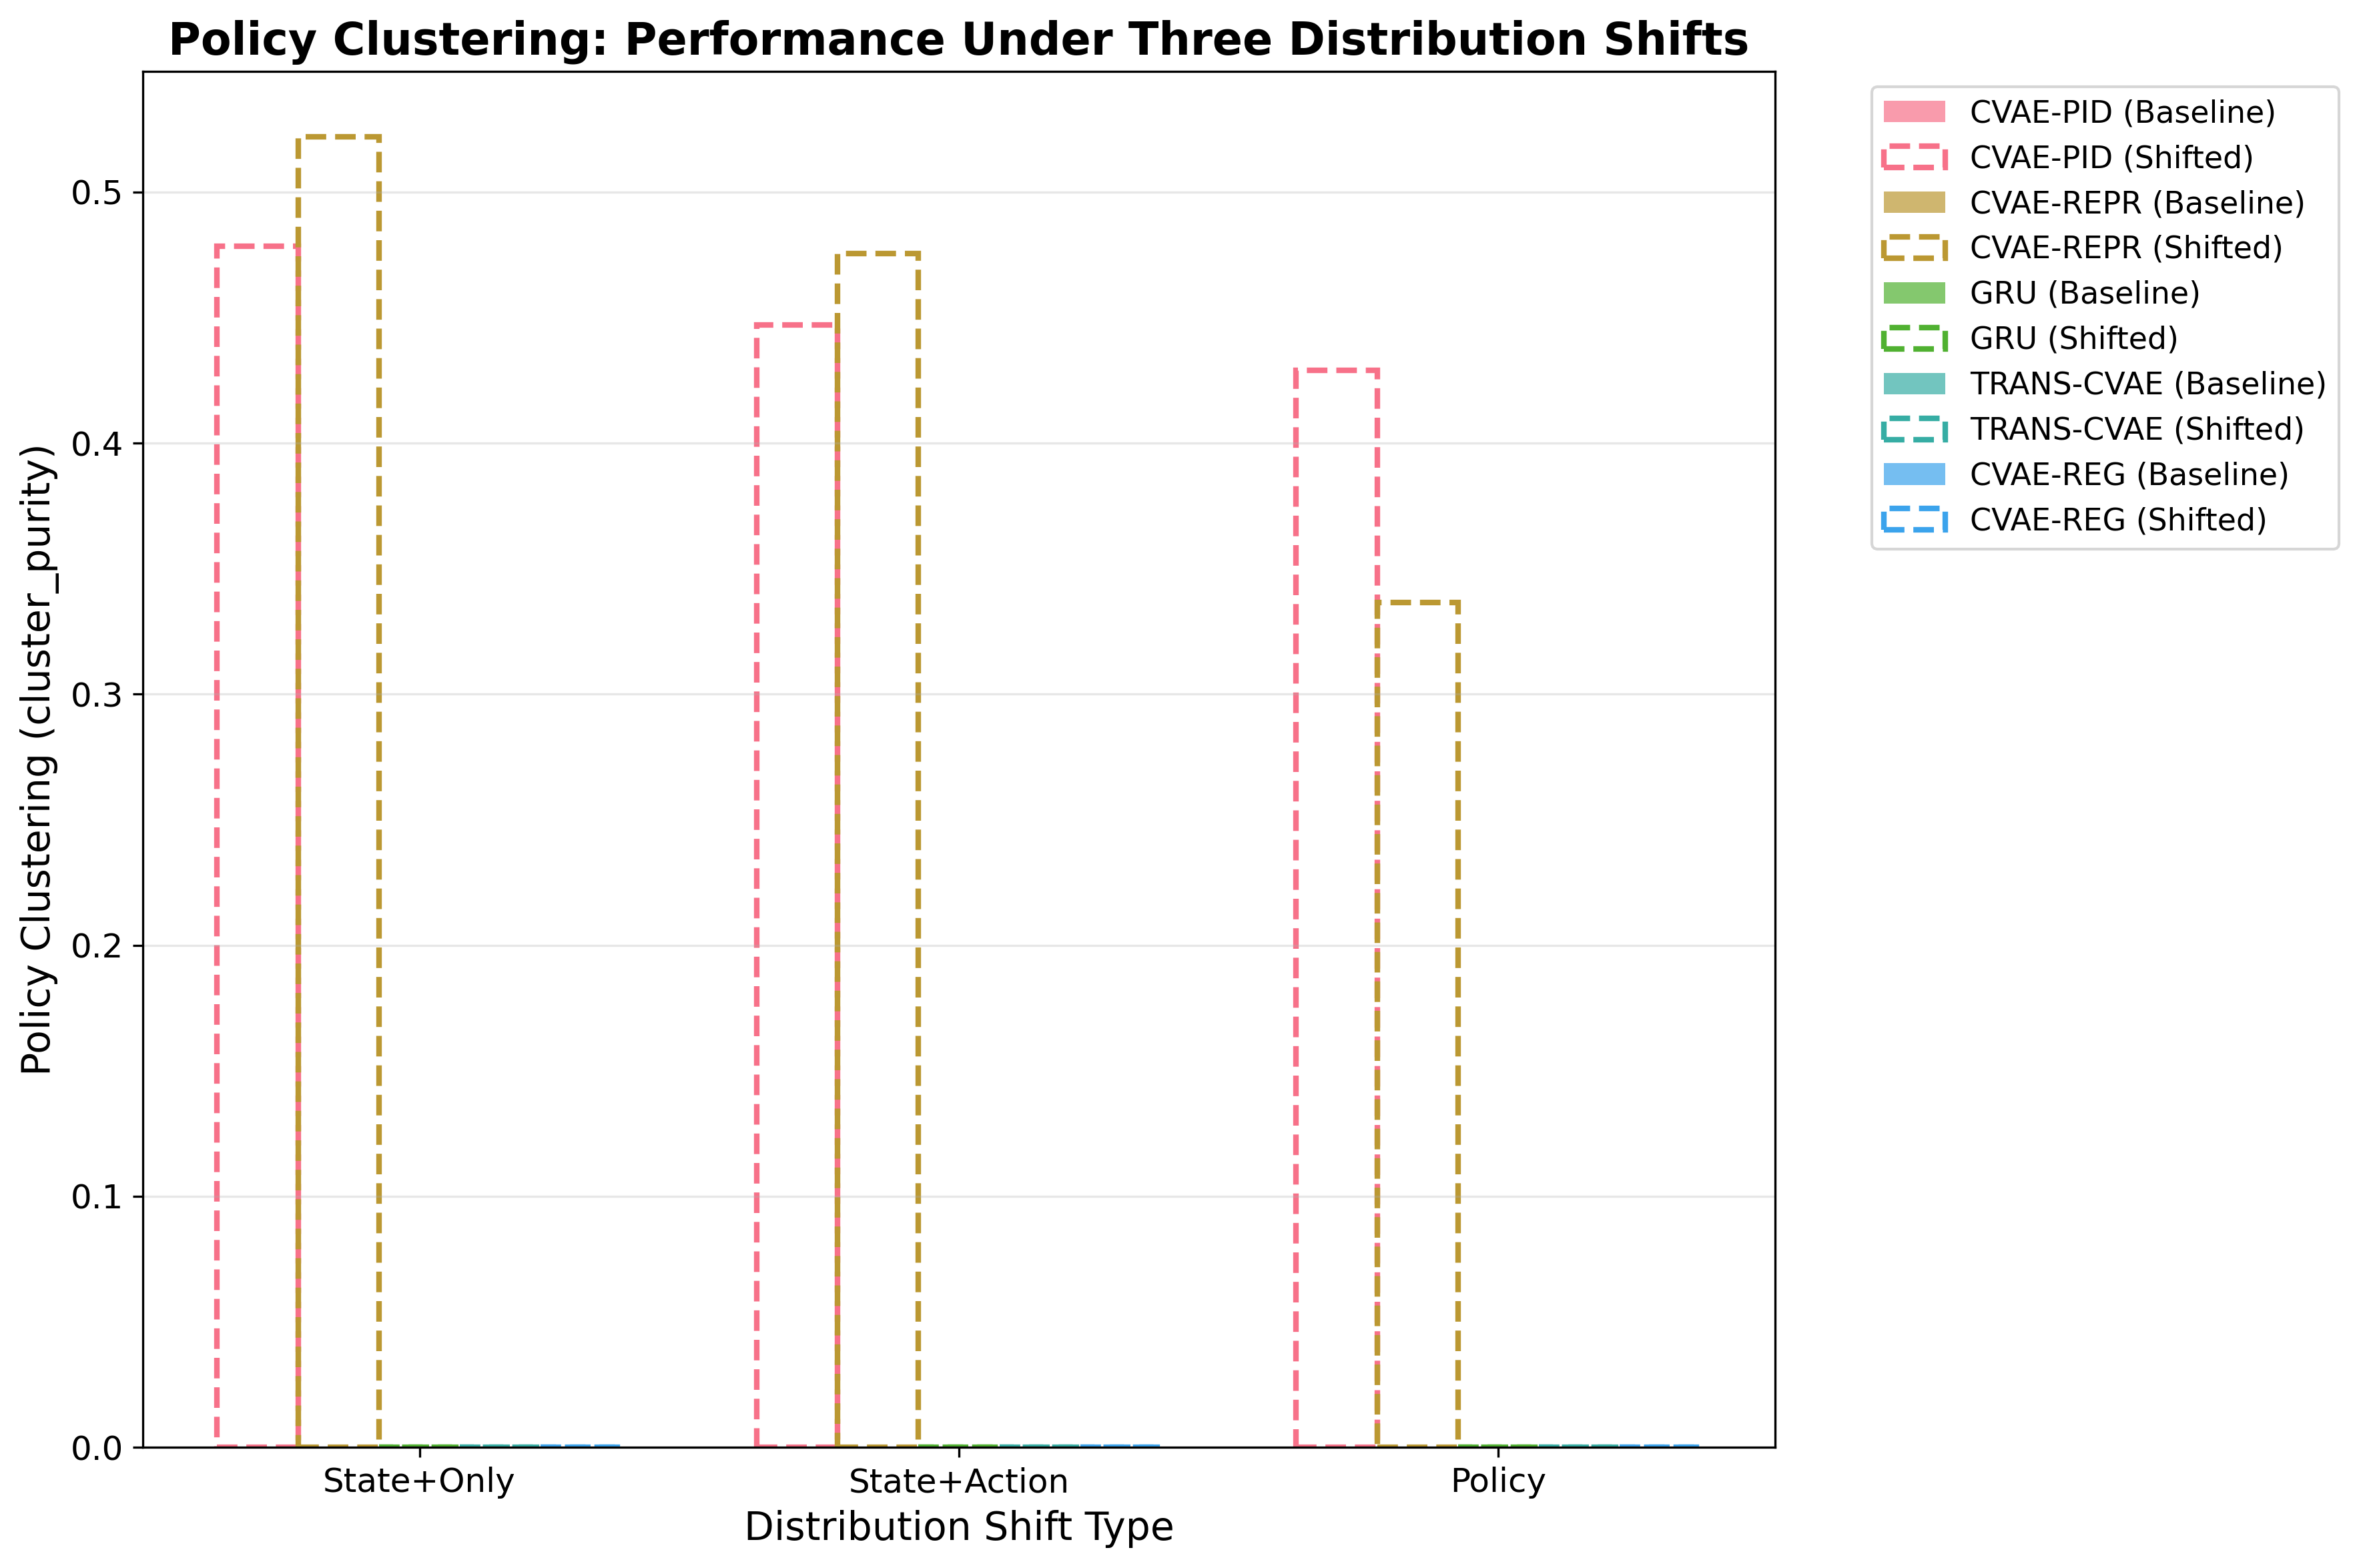 Policy Clustering: Performance Under Three Distribution Shifts
Policy Clustering (cluster_purity)
0.5
0.4
0.3
0.2
0.1
0.0
State+Only
State+Action
Policy
Distribution Shift Type
CVAE-PID (Baseline)
CVAE-PID (Shifted)
CVAE-REPR (Baseline)
CVAE-REPR (Shifted)
GRU (Baseline)
GRU (Shifted)
TRANS-CVAE (Baseline)
TRANS-CVAE (Shifted)
CVAE-REG (Baseline)
CVAE-REG (Shifted)